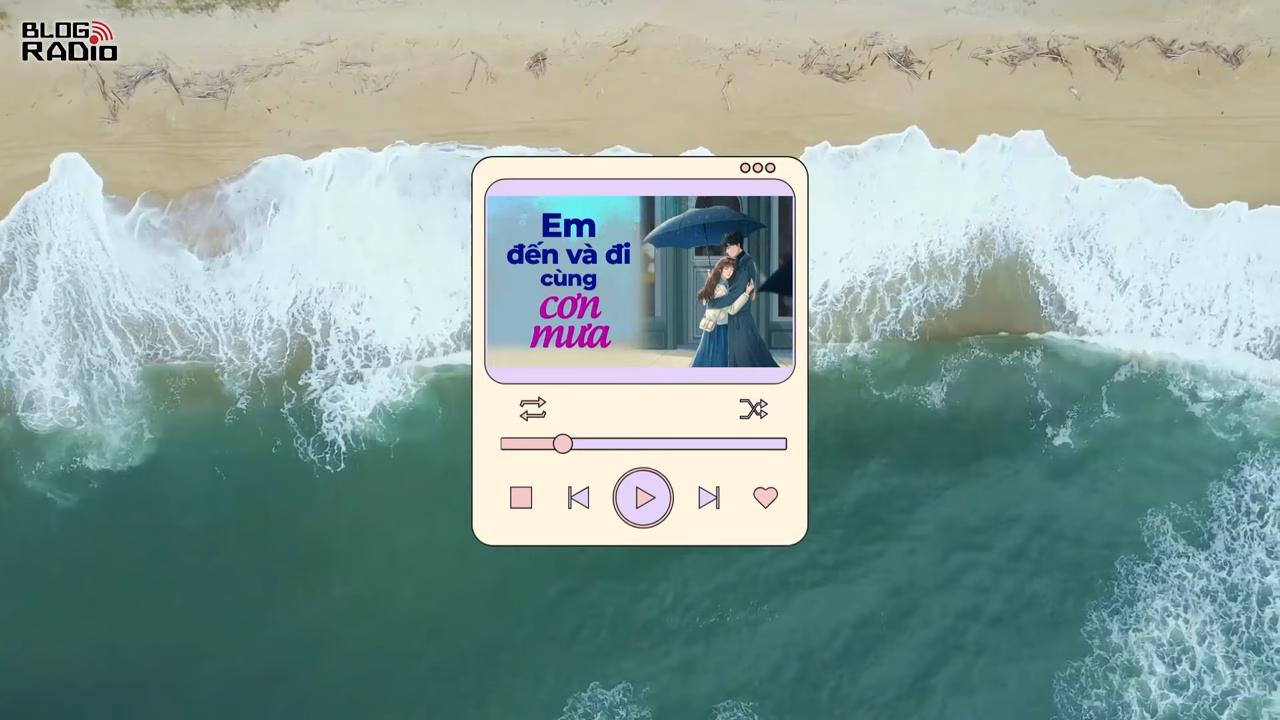 BLOG
RADIO
Em
đến và đi
cùng
cơn
mưa